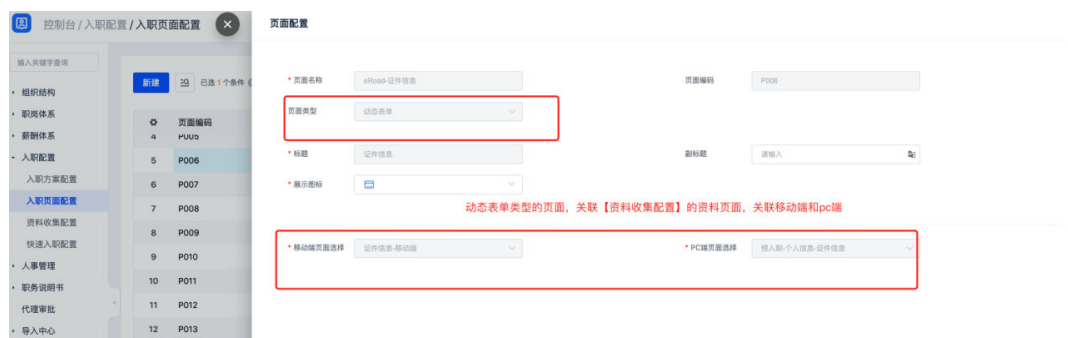 控制台 / 入职配置 / 入职页面配置
页面配置
输入关键字查询
组织结构
职岗体系
薪酬体系
入职配置
入职方案配置
入职页面配置
资料收集配置
快速入职配置
人事管理
职务说明书
代理审批
导入中心
新建
已选 1 个条件
页面编码
4 P005
5 P006
6 P007
7 P008
8 P009
9 P010
10 P011
11 P012
12 P013
* 页面名称 eRoad-证件信息
页面编码 P006
页面类型 动态表单
* 标题 证件信息
副标题 请输入
* 展示图标
动态表单类型的页面，关联【资料收集配置】的资料页面，关联移动端和pc端
* 移动端页面选择 证件信息-移动端
* PC端页面选择 预入职-个人信息-证件信息